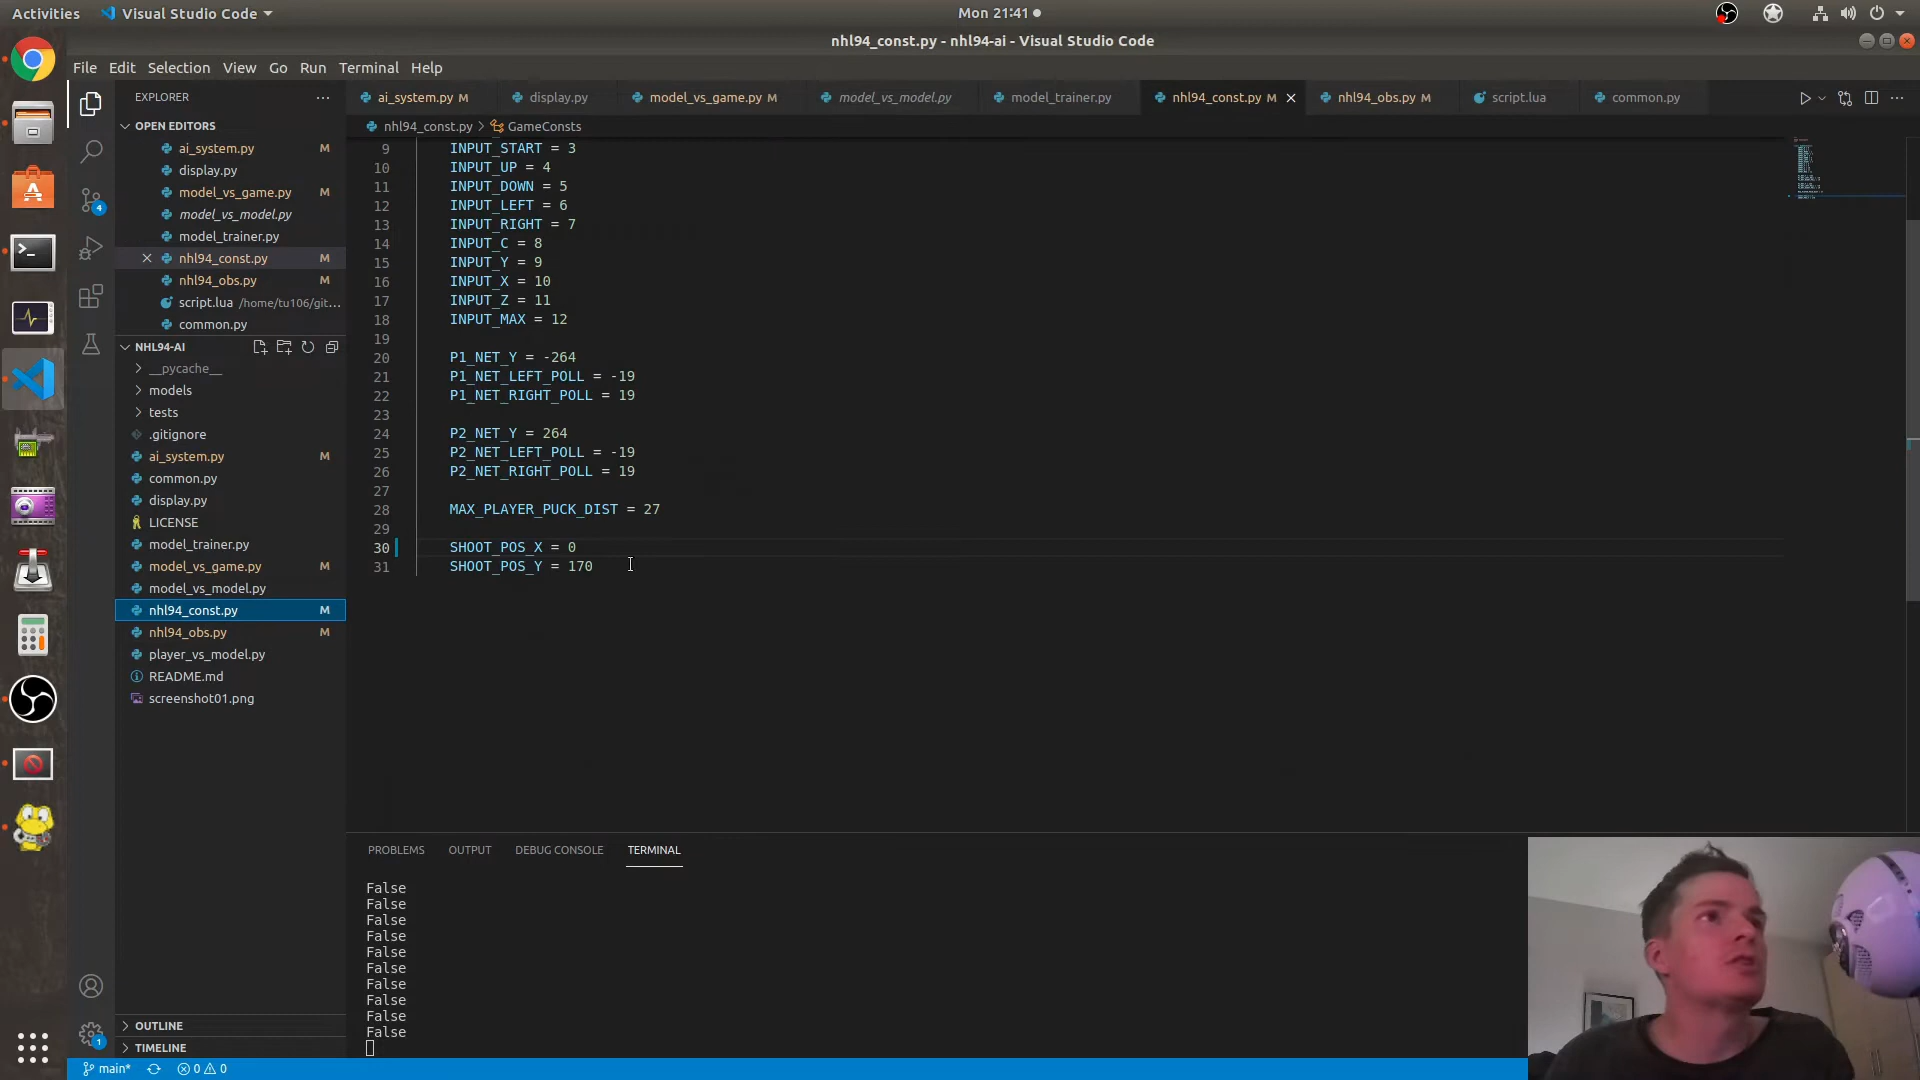 Activities
Visual Studio Code
Mon 21:41
nhl94_const.py - nhl94-ai - Visual Studio Code
File Edit Selection View Go Run Terminal Help
EXPLORER
OPEN EDITORS
ai_system.py M
display.py
model_vs_game.py M
model_vs_model.py
model_trainer.py
nhl94_const.py M
nhl94_obs.py M
script.lua /home/tu106/git...
common.py
NHL94-AI
__pycache__
models
tests
.gitignore
ai_system.py M
common.py
display.py
LICENSE
model_trainer.py
model_vs_game.py M
model_vs_model.py
nhl94_const.py M
nhl94_obs.py M
player_vs_model.py
README.md
screenshot01.png
OUTLINE
TIMELINE
ai_system.py M display.py model_vs_game.py M model_vs_model.py model_trainer.py nhl94_const.py M nhl94_obs.py M script.lua common.py
nhl94_const.py > GameConsts
9 INPUT_START = 3
10 INPUT_UP = 4
11 INPUT_DOWN = 5
12 INPUT_LEFT = 6
13 INPUT_RIGHT = 7
14 INPUT_C = 8
15 INPUT_Y = 9
16 INPUT_X = 10
17 INPUT_Z = 11
18 INPUT_MAX = 12
19
20 P1_NET_Y = -264
21 P1_NET_LEFT_POLL = -19
22 P1_NET_RIGHT_POLL = 19
23
24 P2_NET_Y = 264
25 P2_NET_LEFT_POLL = -19
26 P2_NET_RIGHT_POLL = 19
27
28 MAX_PLAYER_PUCK_DIST = 27
29
30 SHOOT_POS_X = 0
31 SHOOT_POS_Y = 170
PROBLEMS OUTPUT DEBUG CONSOLE TERMINAL
False
False
False
False
False
False
False
False
False
False
4
1
main* 0 0